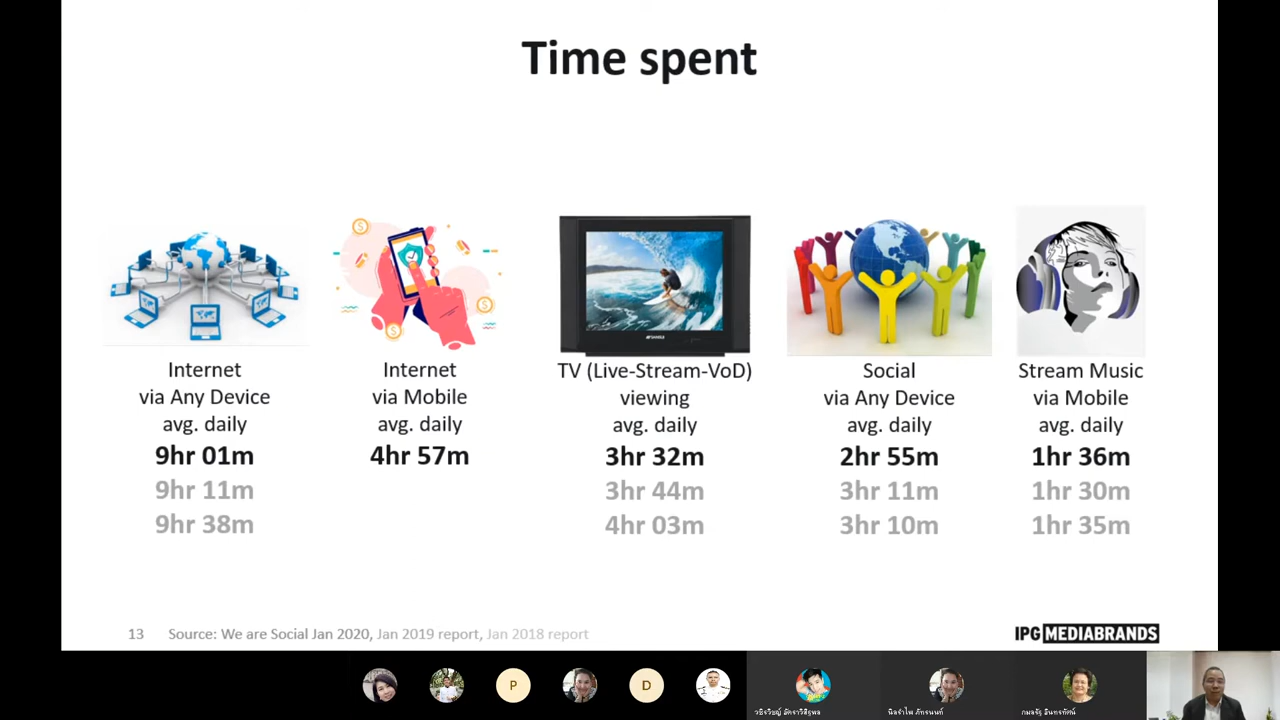 Time spent
Internet
via Any Device
avg. daily
9hr 01m
9hr 11m
9hr 38m
Internet
via Mobile
avg. daily
4hr 57m
TV (Live-Stream-VoD)
viewing
avg. daily
3hr 32m
3hr 44m
4hr 03m
Social
via Any Device
avg. daily
2hr 55m
3hr 11m
3hr 10m
Stream Music
via Mobile
avg. daily
1hr 36m
1hr 30m
1hr 35m
13 Source: We are Social Jan 2020, Jan 2019 report, Jan 2018 report
IPG MEDIABRANDS
P
D